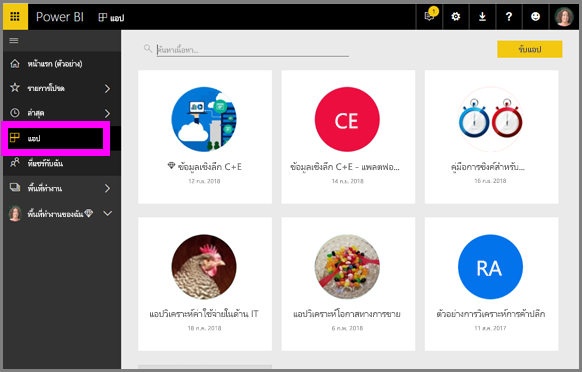 Power BI
แอป
1
?
ค้นหาเนื้อหา...
รับแอป
หน้าแรก (ตัวอย่าง)
รายการโปรด
ล่าสุด
แอป
ที่แชร์กับฉัน
พื้นที่ทำงาน
พื้นที่ทำงานของฉัน
ข้อมูลเชิงลึก C+E
12 ก.ย. 2018
CE
ข้อมูลเชิงลึก C+E - แพลตฟอ...
14 ก.ย. 2018
คู่มือการซิงค์สำหรับ...
16 ก.ย. 2018
แอปวิเคราะห์ค่าใช้จ่ายในด้าน IT
16 ก.พ. 2018
แอปวิเคราะห์โอกาสทางการขาย
6 ก.พ. 2018
RA
ตัวอย่างการวิเคราะห์การค้าปลีก
11 ส.ค. 2017